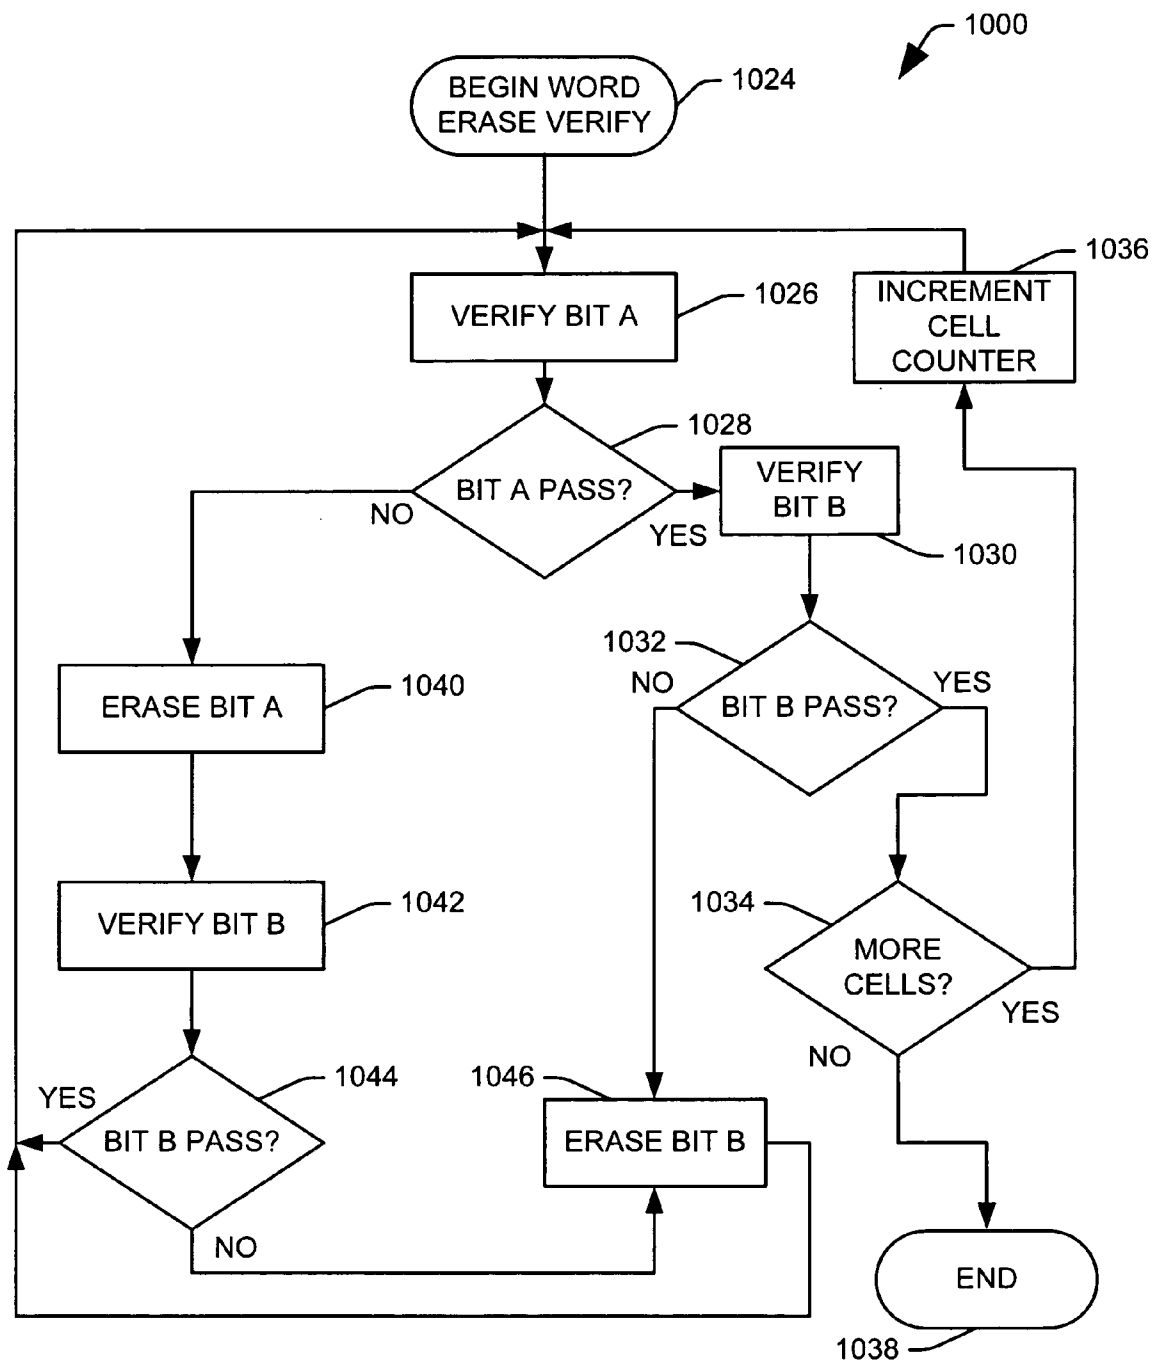 1000
BEGIN WORD
ERASE VERIFY
1024
1036
INCREMENT
CELL
COUNTER
VERIFY BIT A
1026
1028
BIT A PASS?
NO
YES
VERIFY
BIT B
1030
1032
NO
BIT B PASS?
YES
ERASE BIT A
1040
VERIFY BIT B
1042
1034
MORE
CELLS?
YES
NO
1044
YES
BIT B PASS?
NO
1046
ERASE BIT B
END
1038